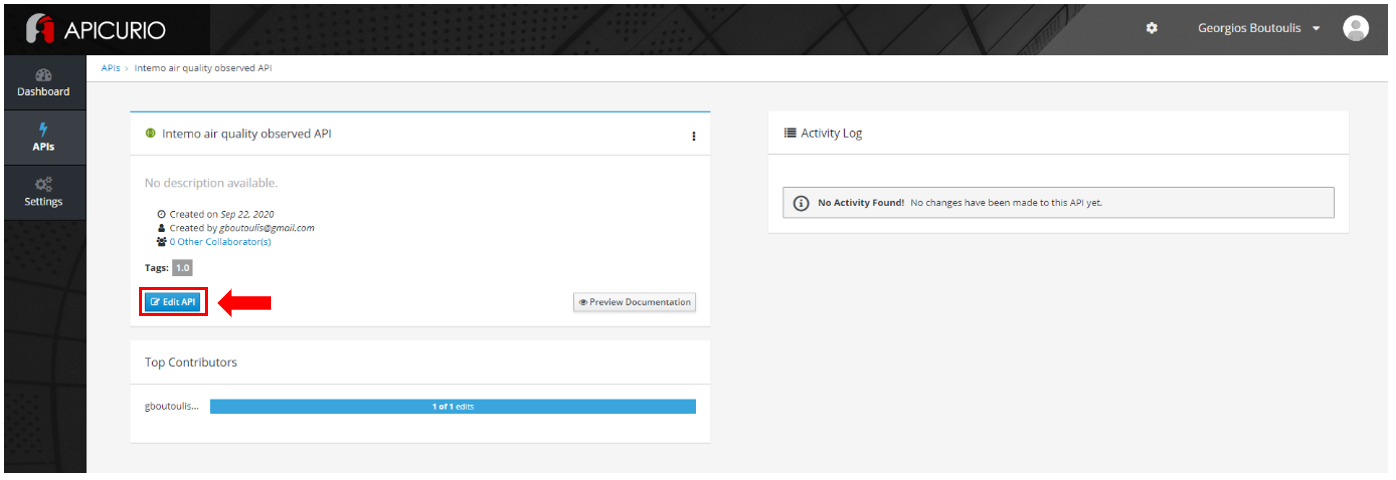 APICURIO
Georgios Boutoulis
Dashboard
APIs
Settings
APIs › Intemo air quality observed API
Intemo air quality observed API
No description available.
Created on Sep 22, 2020
Created by gboutoulis@gmail.com
0 Other Collaborator(s)
Tags: 1.0
Edit API
Preview Documentation
Top Contributors
gboutoulis...
1 of 1 edits
Activity Log
No Activity Found! No changes have been made to this API yet.